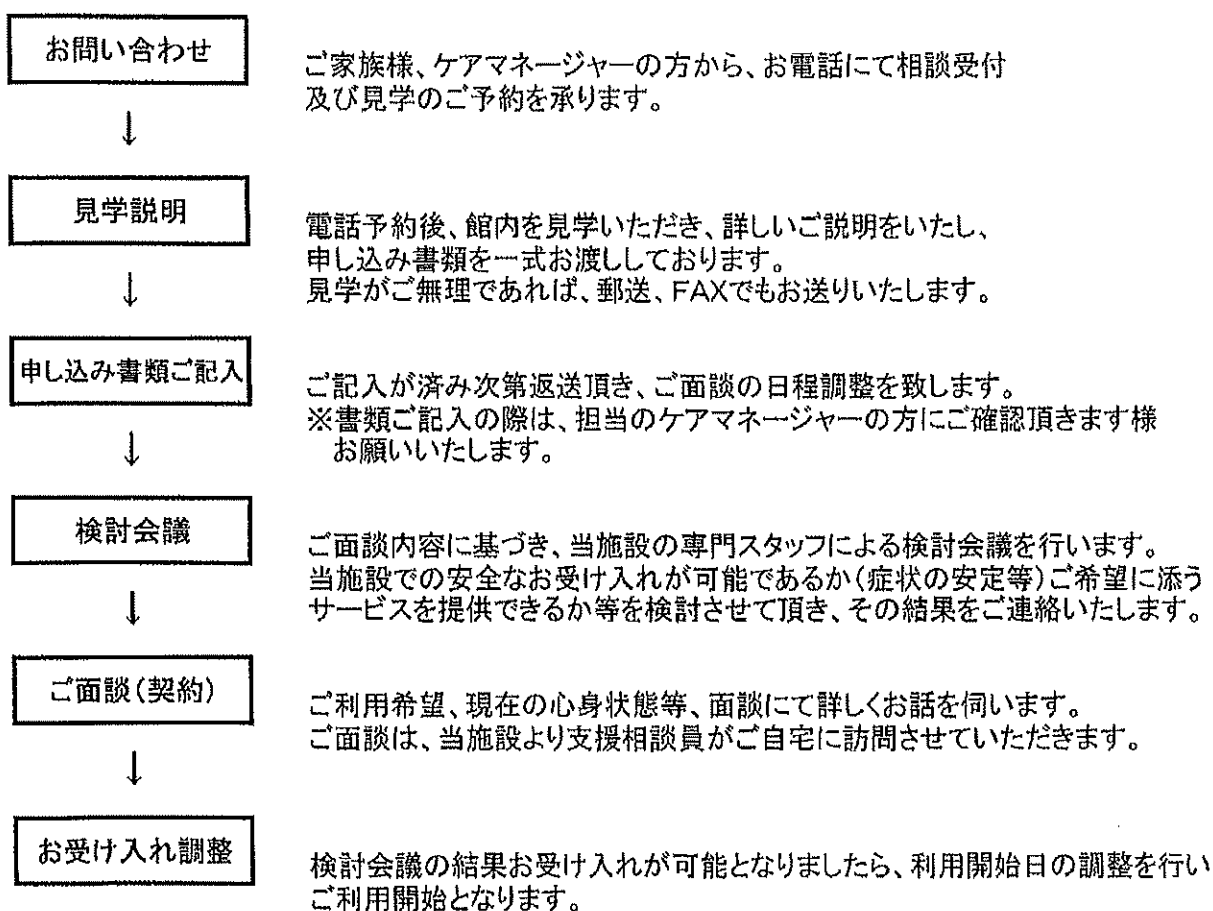 お問い合わせ
ご家族様、ケアマネージャーの方から、お電話にて相談受付
及び見学のご予約を承ります。
↓
見学説明
電話予約後、館内を見学いただき、詳しいご説明をいたし、
申し込み書類を一式お渡ししております。
見学がご無理であれば、郵送、FAXでもお送りいたします。
↓
申し込み書類ご記入
ご記入が済み次第返送頂き、ご面談の日程調整を致します。
※書類ご記入の際は、担当のケアマネージャーの方にご確認頂きます様
お願いいたします。
↓
検討会議
ご面談内容に基づき、当施設の専門スタッフによる検討会議を行います。
当施設での安全なお受け入れが可能であるか(症状の安定等)ご希望に添う
サービスを提供できるか等を検討させて頂き、その結果をご連絡いたします。
↓
ご面談(契約)
ご利用希望、現在の心身状態等、面談にて詳しくお話を伺います。
ご面談は、当施設より支援相談員がご自宅に訪問させていただきます。
↓
お受け入れ調整
検討会議の結果お受け入れが可能となりましたら、利用開始日の調整を行い
ご利用開始となります。